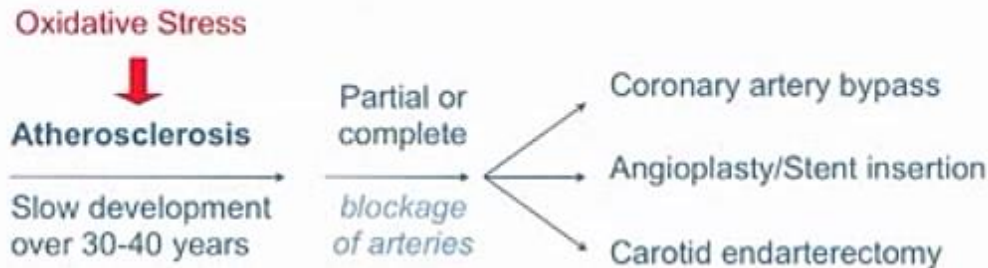 Oxidative Stress
Atherosclerosis
Slow development
over 30-40 years
Partial or
complete
blockage
of arteries
Coronary artery bypass
Angioplasty/Stent insertion
Carotid endarterectomy